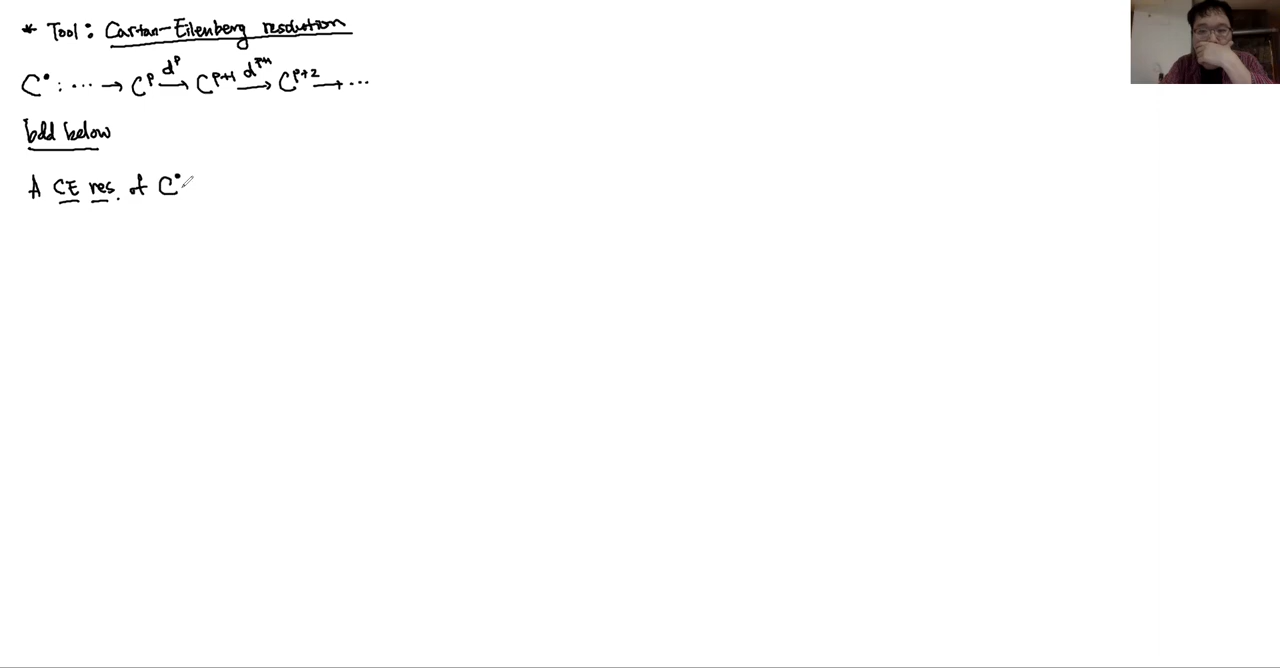 * Tool: Cartan-Eilenberg resolution
C• : ⋯ → C^p →^{d^p} C^{p+1} →^{d^{p+1}} C^{p+2} → ⋯
bdd below
A CE res. of C•